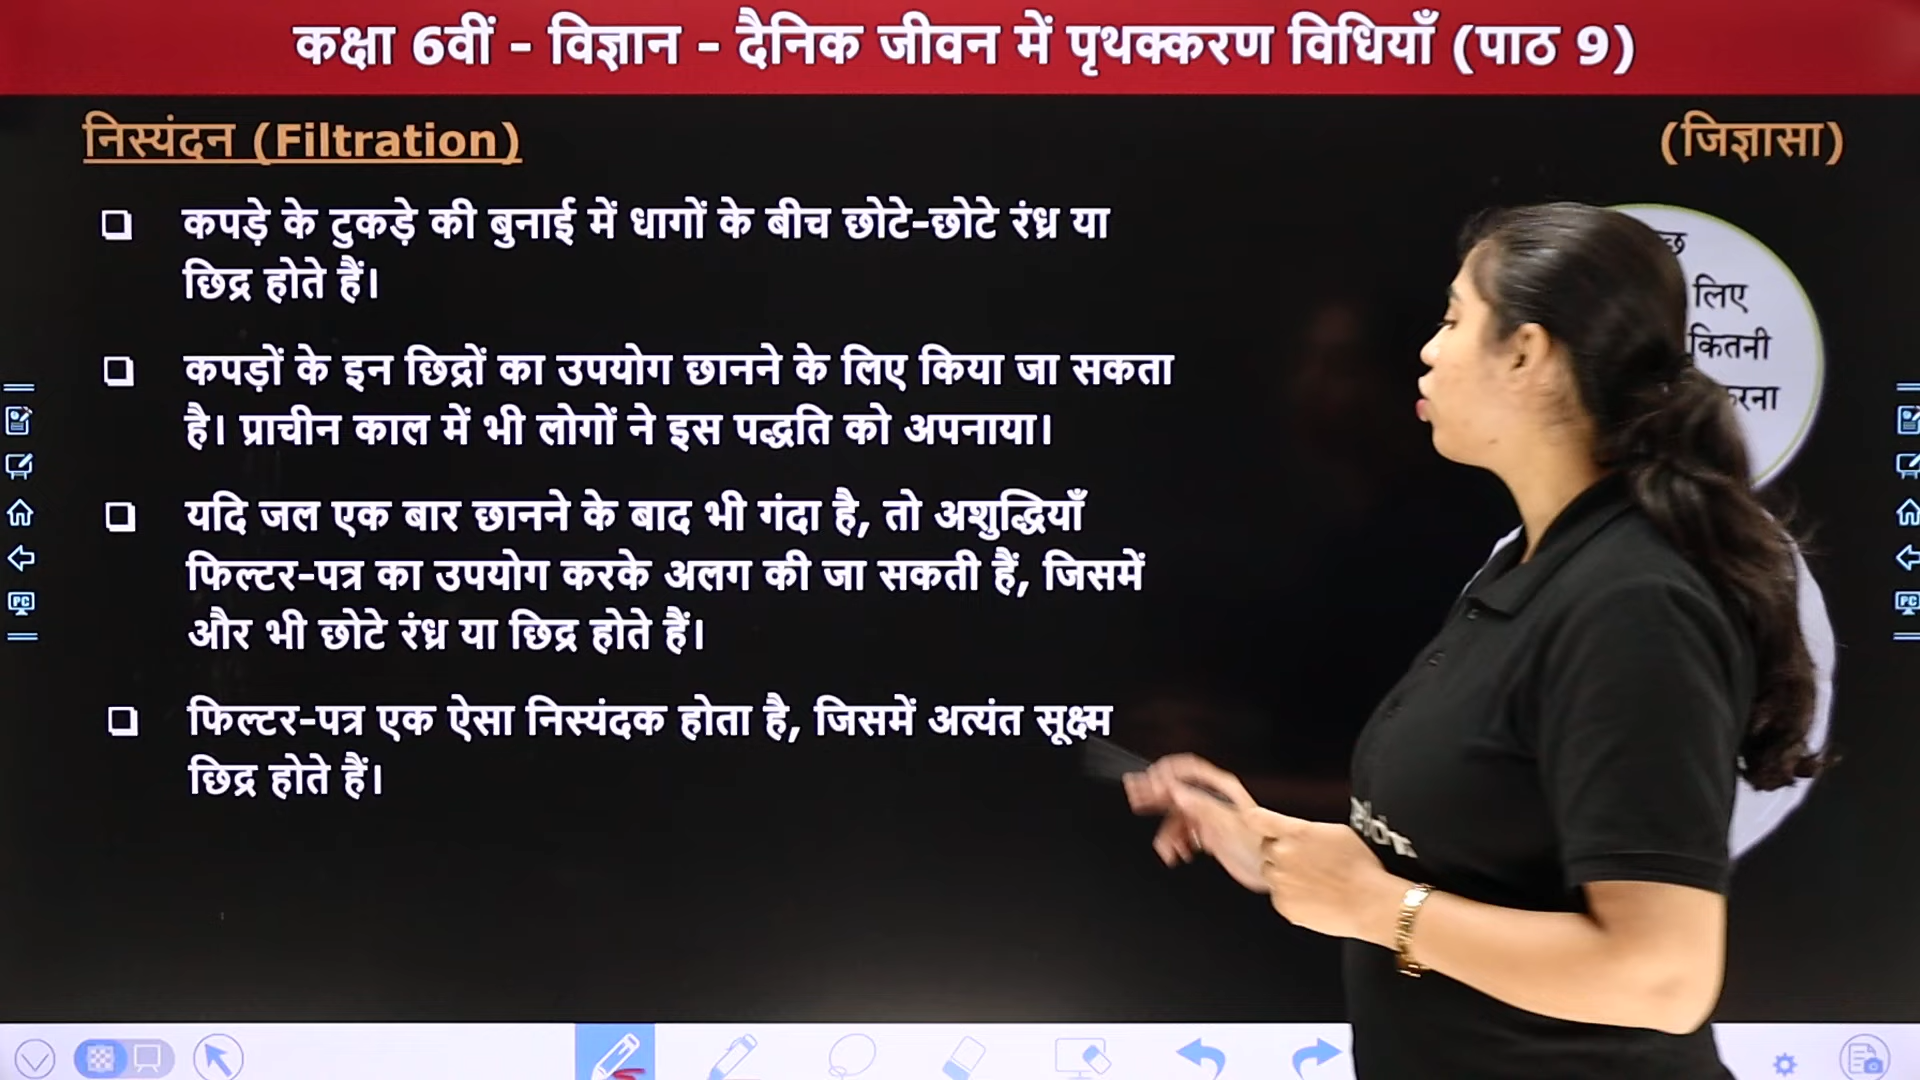 कक्षा 6वीं - विज्ञान - दैनिक जीवन में पृथक्करण विधियाँ (पाठ 9)
निस्यंदन (Filtration)
(जिज्ञासा)
❑ कपड़े के टुकड़े की बुनाई में धागों के बीच छोटे-छोटे रंध्र या
छिद्र होते हैं।
❑ कपड़ों के इन छिद्रों का उपयोग छानने के लिए किया जा सकता
है। प्राचीन काल में भी लोगों ने इस पद्धति को अपनाया।
❑ यदि जल एक बार छानने के बाद भी गंदा है, तो अशुद्धियाँ
फिल्टर-पत्र का उपयोग करके अलग की जा सकती हैं, जिसमें
और भी छोटे रंध्र या छिद्र होते हैं।
❑ फिल्टर-पत्र एक ऐसा निस्यंदक होता है, जिसमें अत्यंत सूक्ष्म
छिद्र होते हैं।
लिए
कितनी
PC
PC